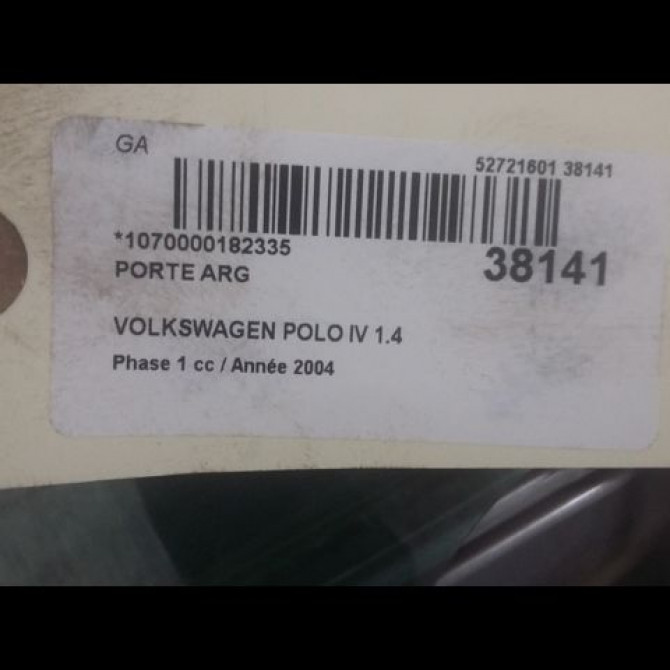 GA
52721601 38141
*1070000182335
38141
PORTE ARG
VOLKSWAGEN POLO IV 1.4
Phase 1 cc / Année 2004